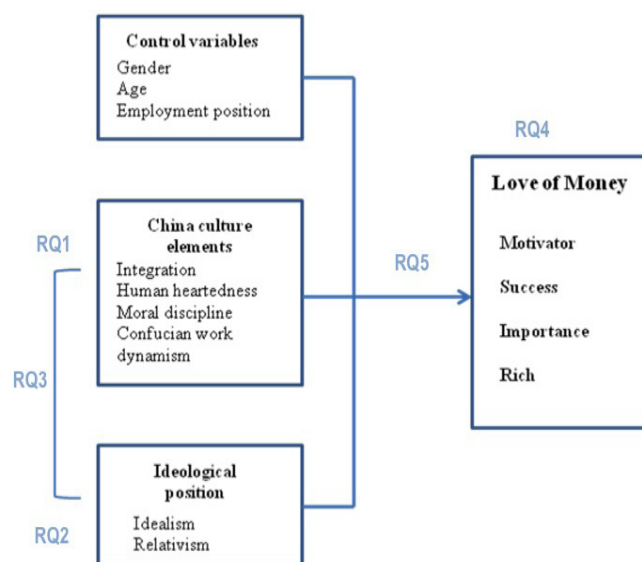 Control variables
Gender
Age
Employment position
RQ4
Love of Money
Motivator
Success
Importance
Rich
RQ1
China culture
elements
Integration
Human heartedness
Moral discipline
Confucian work
dynamism
RQ5
RQ3
Ideological
position
Idealism
Relativism
RQ2